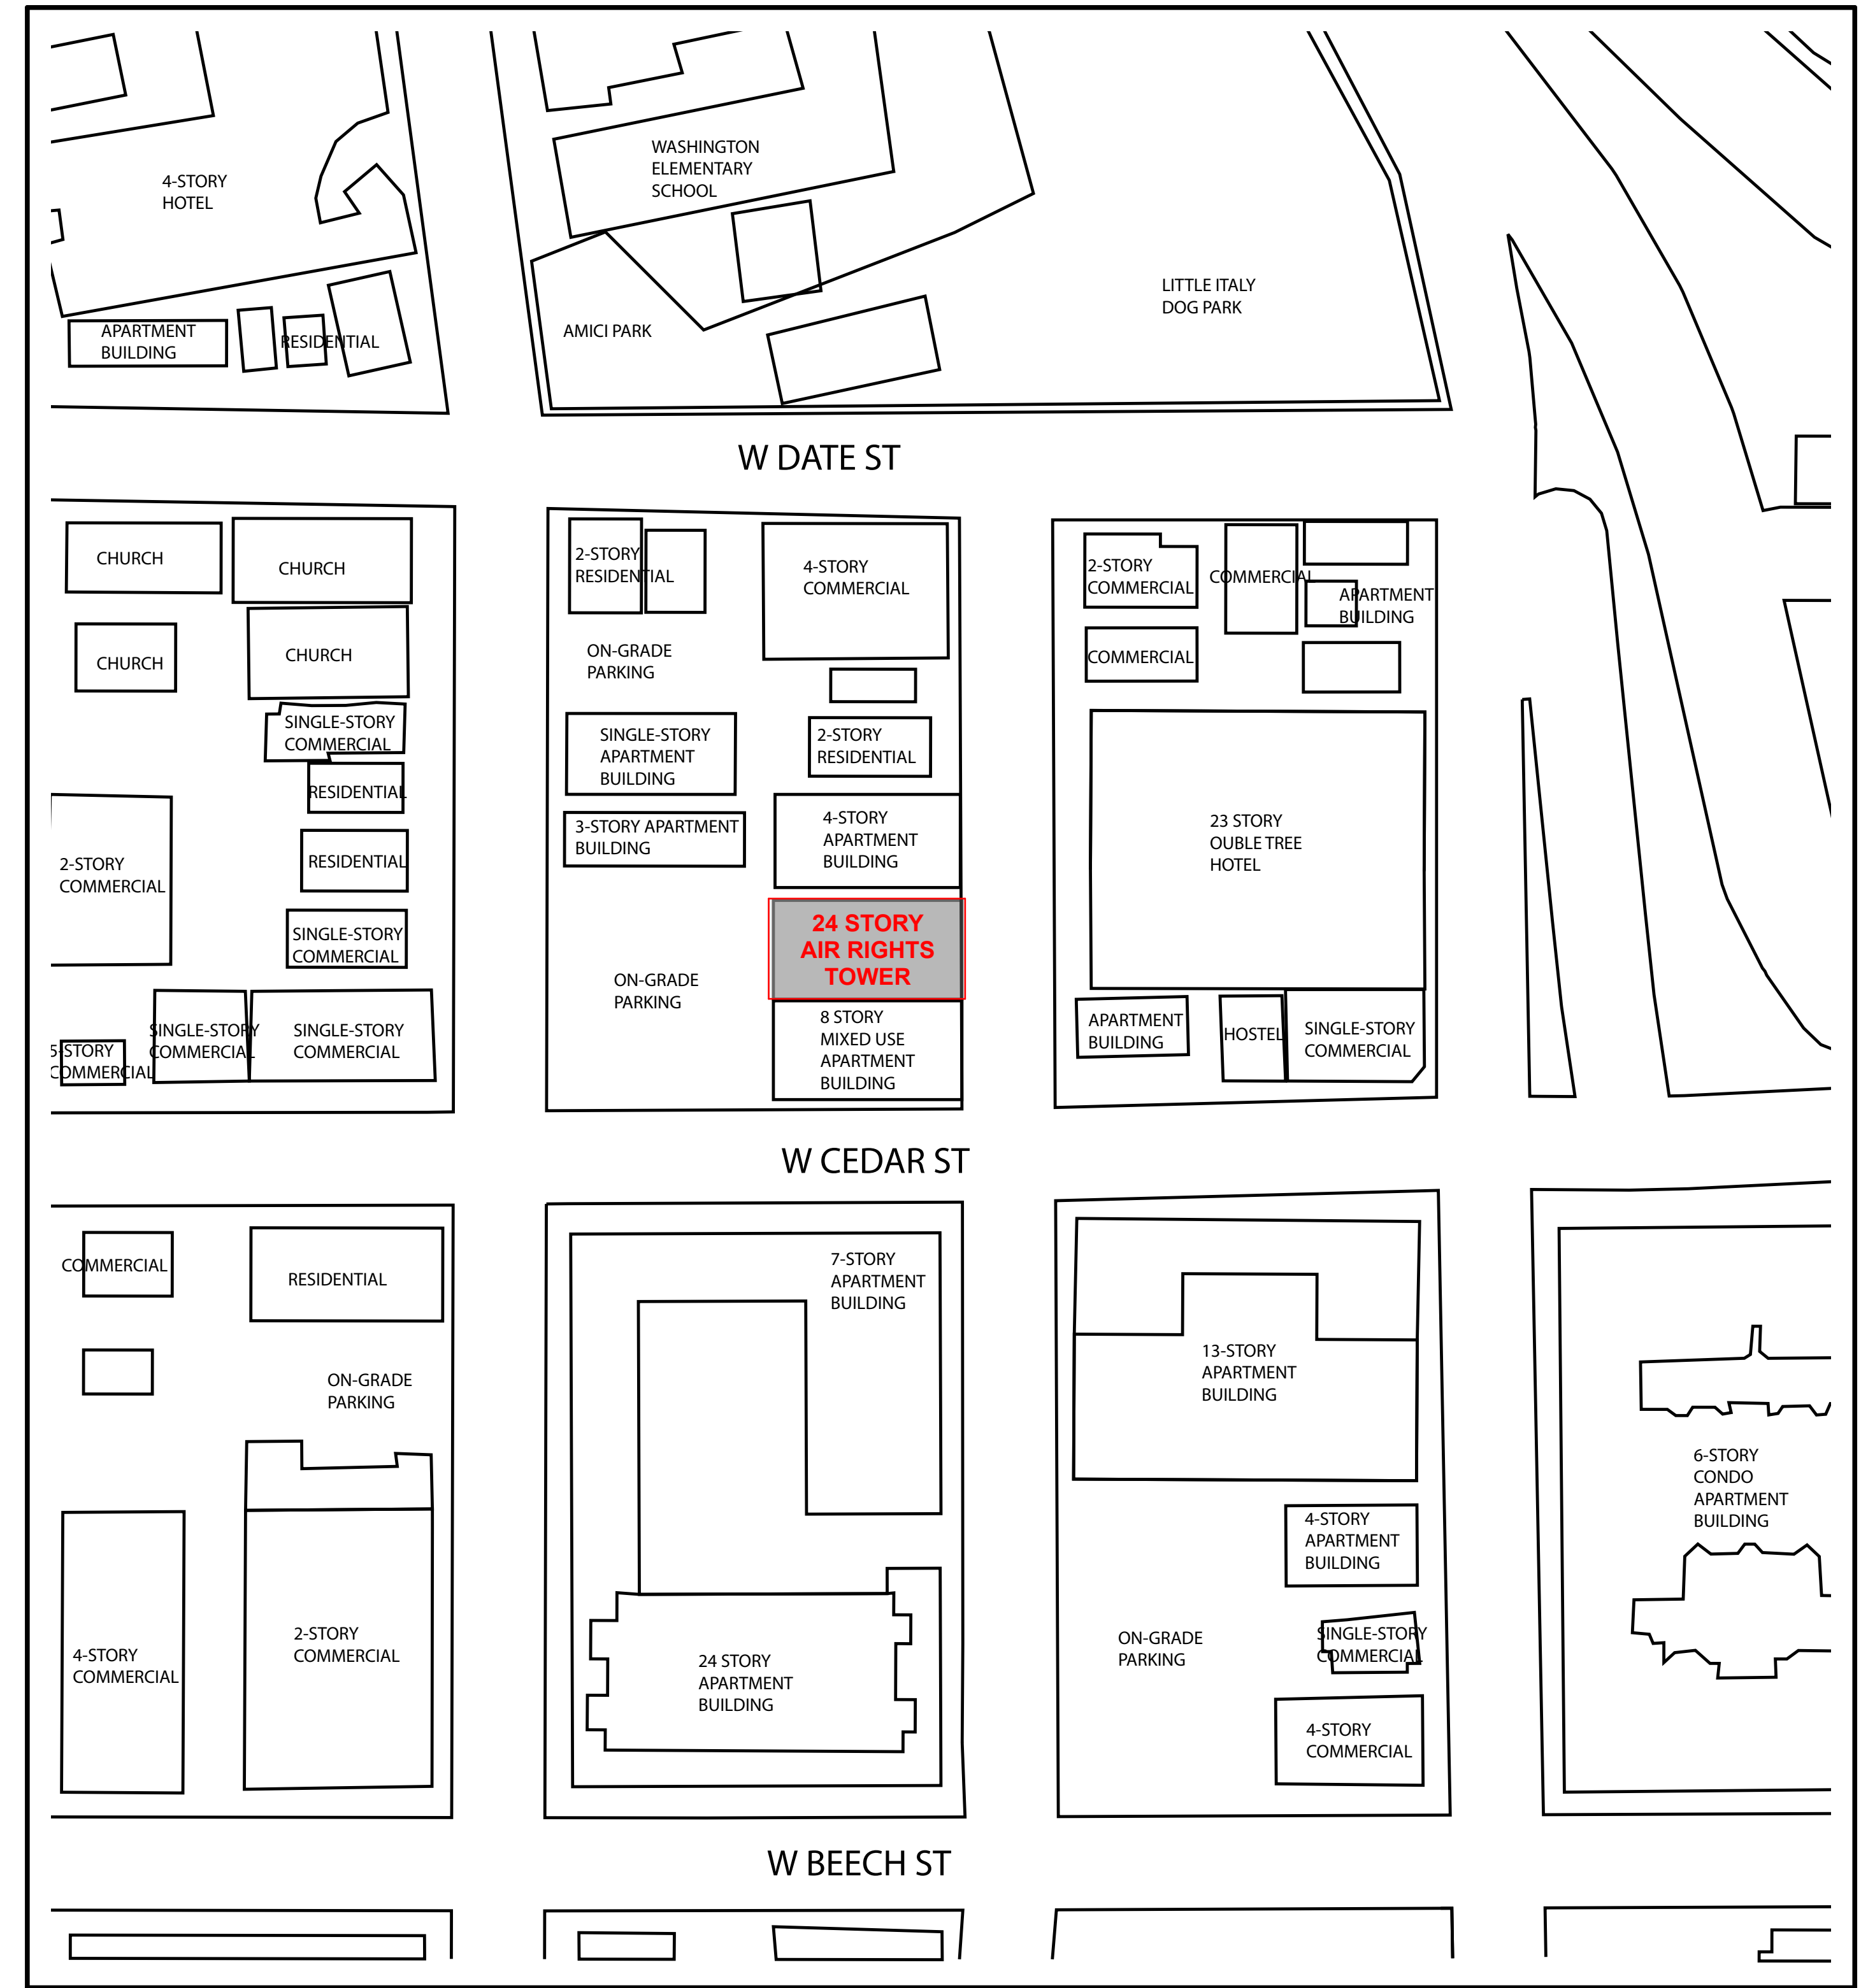 WASHINGTON
ELEMENTARY
SCHOOL
4-STORY
HOTEL
LITTLE ITALY
DOG PARK
APARTMENT
BUILDING
RESIDENTIAL
AMICI PARK
W DATE ST
CHURCH
CHURCH
2-STORY
RESIDENTIAL
4-STORY
COMMERCIAL
2-STORY
COMMERCIAL
COMMERCIAL
APARTMENT
BUILDING
CHURCH
CHURCH
ON-GRADE
PARKING
COMMERCIAL
SINGLE-STORY
COMMERCIAL
SINGLE-STORY
APARTMENT
BUILDING
2-STORY
RESIDENTIAL
RESIDENTIAL
3-STORY APARTMENT
BUILDING
4-STORY
APARTMENT
BUILDING
23 STORY
OUBLE TREE
HOTEL
2-STORY
COMMERCIAL
RESIDENTIAL
SINGLE-STORY
COMMERCIAL
24 STORY
AIR RIGHTS
TOWER
ON-GRADE
PARKING
5-STORY
COMMERCIAL
SINGLE-STORY
COMMERCIAL
SINGLE-STORY
COMMERCIAL
8 STORY
MIXED USE
APARTMENT
BUILDING
APARTMENT
BUILDING
HOSTEL
SINGLE-STORY
COMMERCIAL
W CEDAR ST
COMMERCIAL
RESIDENTIAL
7-STORY
APARTMENT
BUILDING
13-STORY
APARTMENT
BUILDING
ON-GRADE
PARKING
6-STORY
CONDO
APARTMENT
BUILDING
4-STORY
APARTMENT
BUILDING
4-STORY
COMMERCIAL
2-STORY
COMMERCIAL
24 STORY
APARTMENT
BUILDING
ON-GRADE
PARKING
SINGLE-STORY
COMMERCIAL
4-STORY
COMMERCIAL
W BEECH ST